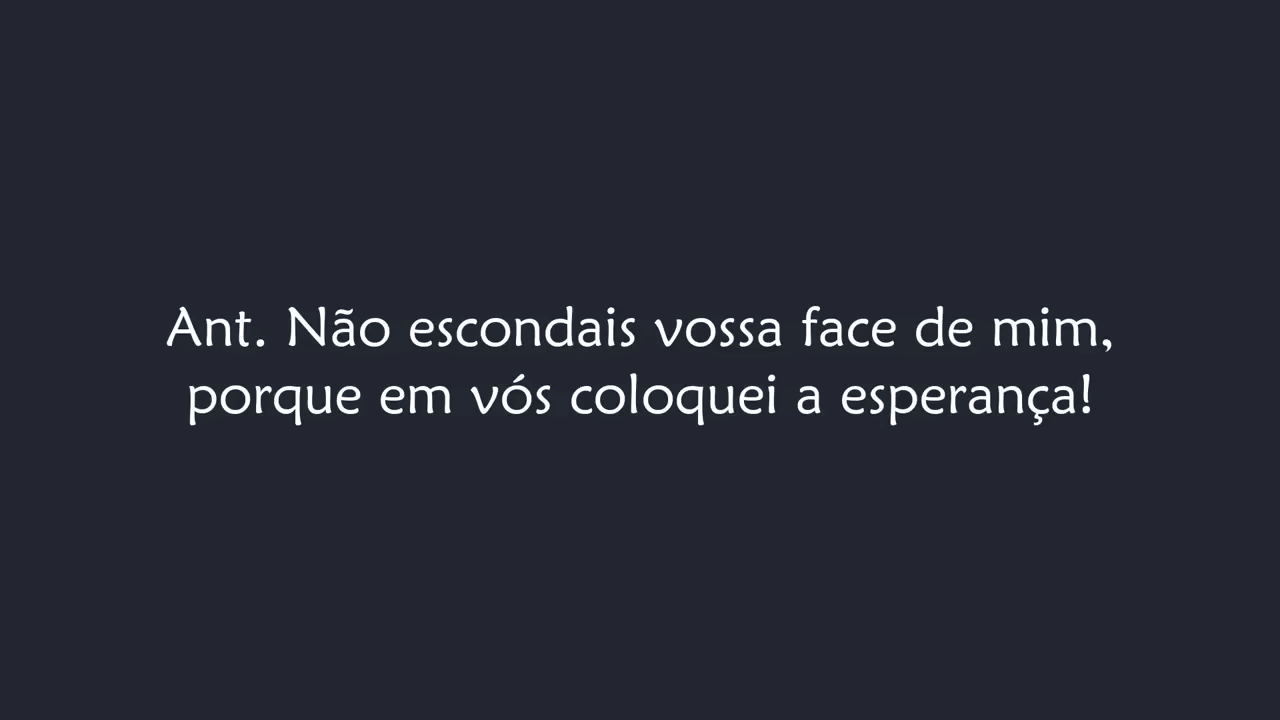 Ant. Não escondais vossa face de mim,
porque em vós coloquei a esperança!